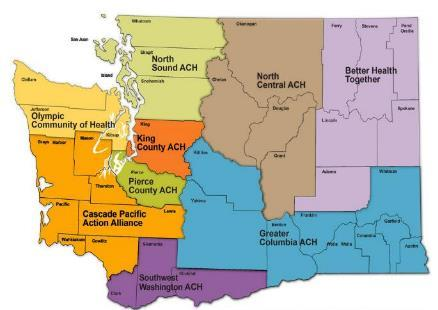 Whatcom
Okanogan
Ferry
Stevens
Pend
Oreille
San Juan
Skagit
North
Sound ACH
Island
Snohomish
Chelan
North
Central ACH
Better Health
Together
Clallam
Jefferson
Olympic
Community of Health
Kitsap
King
King
County ACH
Douglas
Lincoln
Spokane
Grays Harbor
Mason
Kittitas
Grant
Pierce
Pierce
County ACH
Thurston
Adams
Whitman
Pacific
Cascade Pacific
Action Alliance
Lewis
Yakima
Franklin
Benton
Greater
Columbia ACH
Walla Walla
Columbia
Garfield
Asotin
Wahkiakum
Cowlitz
Skamania
Southwest
Washington ACH
Klickitat
Clark